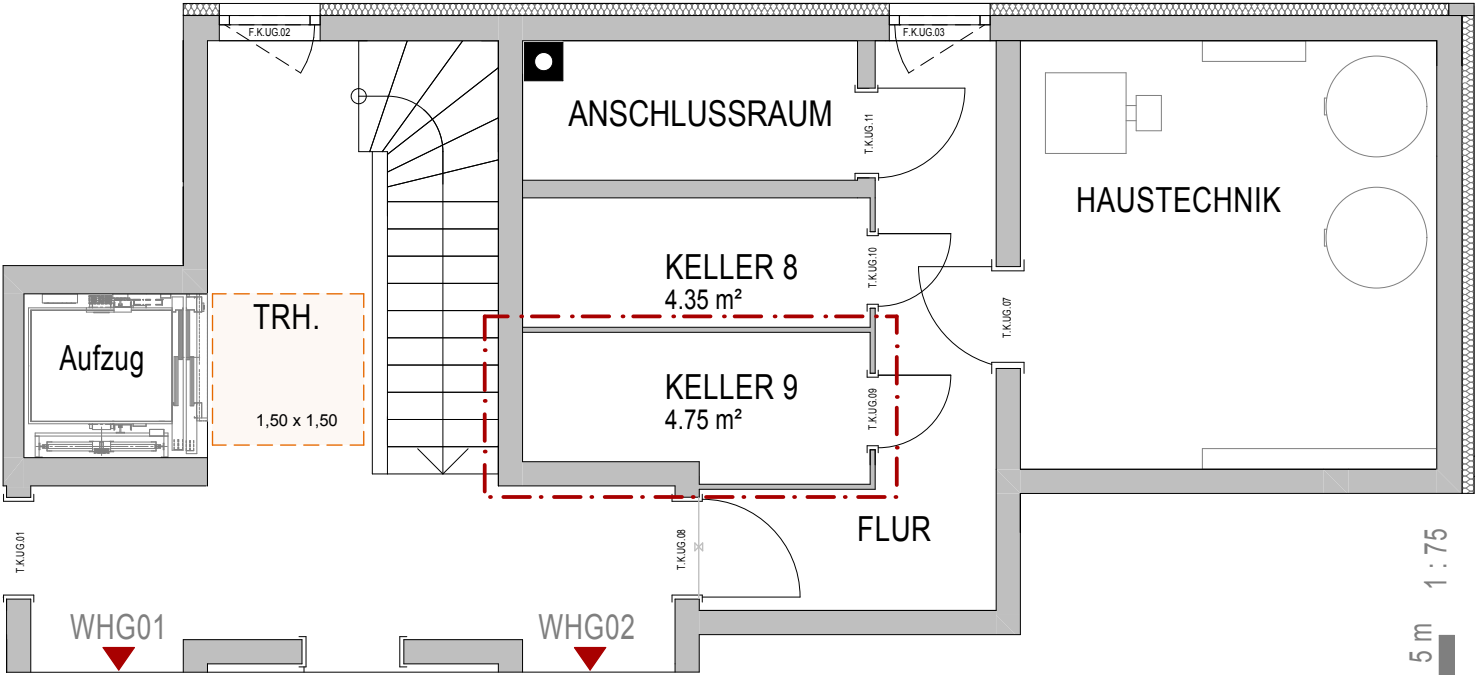 F.K.UG.02
F.K.UG.03
ANSCHLUSSRAUM
T.K.UG.11
HAUSTECHNIK
KELLER 8
4.35 m²
T.K.UG.10
TRH.
T.K.UG.07
Aufzug
KELLER 9
4.75 m²
T.K.UG.09
1,50 x 1,50
FLUR
T.K.UG.01
T.K.UG.08
1 : 75
5 m
WHG01
WHG02